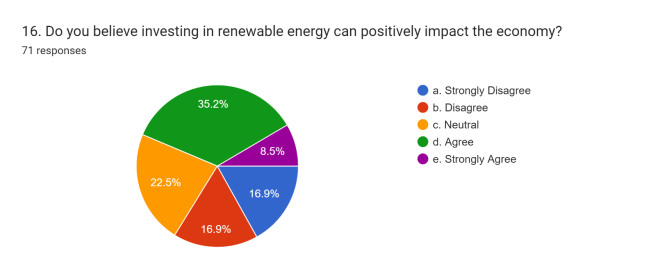 16. Do you believe investing in renewable energy can positively impact the economy?
71 responses
35.2%
8.5%
22.5%
16.9%
16.9%
a. Strongly Disagree
b. Disagree
c. Neutral
d. Agree
e. Strongly Agree